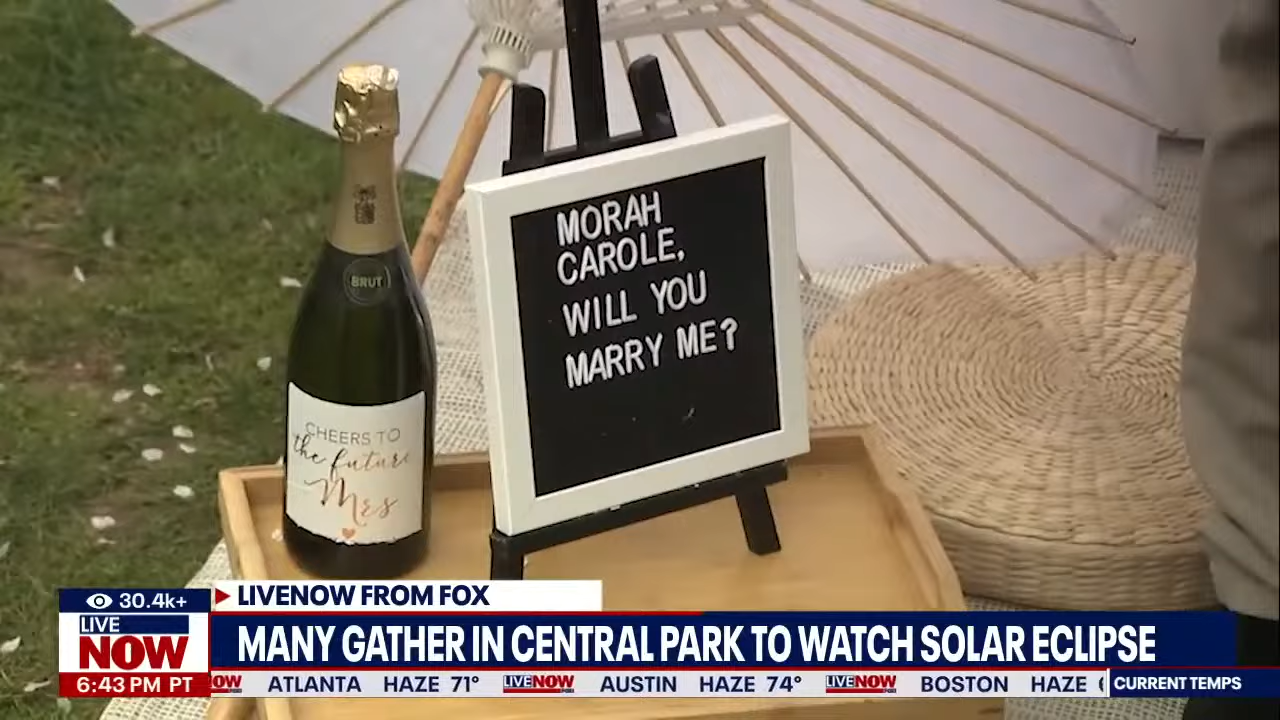 BRUT
CHEERS TO
the future
Mrs
MORAH
CAROLE,
WILL YOU
MARRY ME?
30.4k+
LIVENOW FROM FOX
LIVE
NOW
MANY GATHER IN CENTRAL PARK TO WATCH SOLAR ECLIPSE
6:43 PM PT
NOW ATLANTA HAZE 71° LIVENOW AUSTIN HAZE 74° LIVENOW BOSTON HAZE CURRENT TEMPS